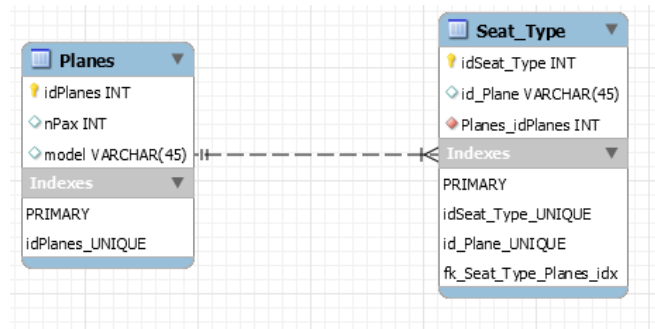 Planes
idPlanes INT
nPax INT
model VARCHAR(45)
Indexes
PRIMARY
idPlanes_UNIQUE
Seat_Type
idSeat_Type INT
id_Plane VARCHAR(45)
Planes_idPlanes INT
Indexes
PRIMARY
idSeat_Type_UNIQUE
id_Plane_UNIQUE
fk_Seat_Type_Planes_idx